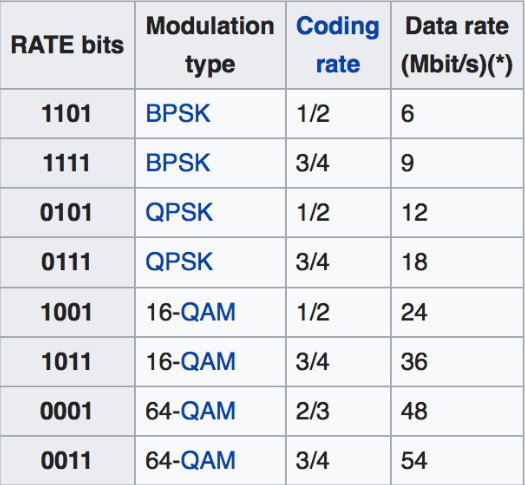 RATE bits Modulation type Coding rate Data rate (Mbit/s)(*)
1101 BPSK 1/2 6
1111 BPSK 3/4 9
0101 QPSK 1/2 12
0111 QPSK 3/4 18
1001 16-QAM 1/2 24
1011 16-QAM 3/4 36
0001 64-QAM 2/3 48
0011 64-QAM 3/4 54